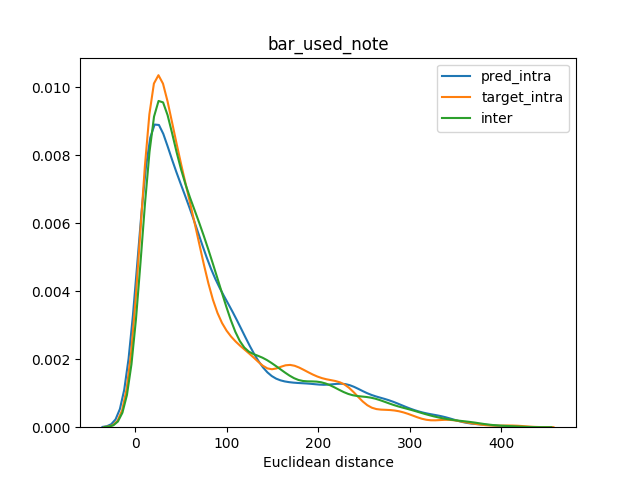 bar_used_note
pred_intra
target_intra
inter
0.010
0.008
0.006
0.004
0.002
0.000
0 100 200 300 400
Euclidean distance